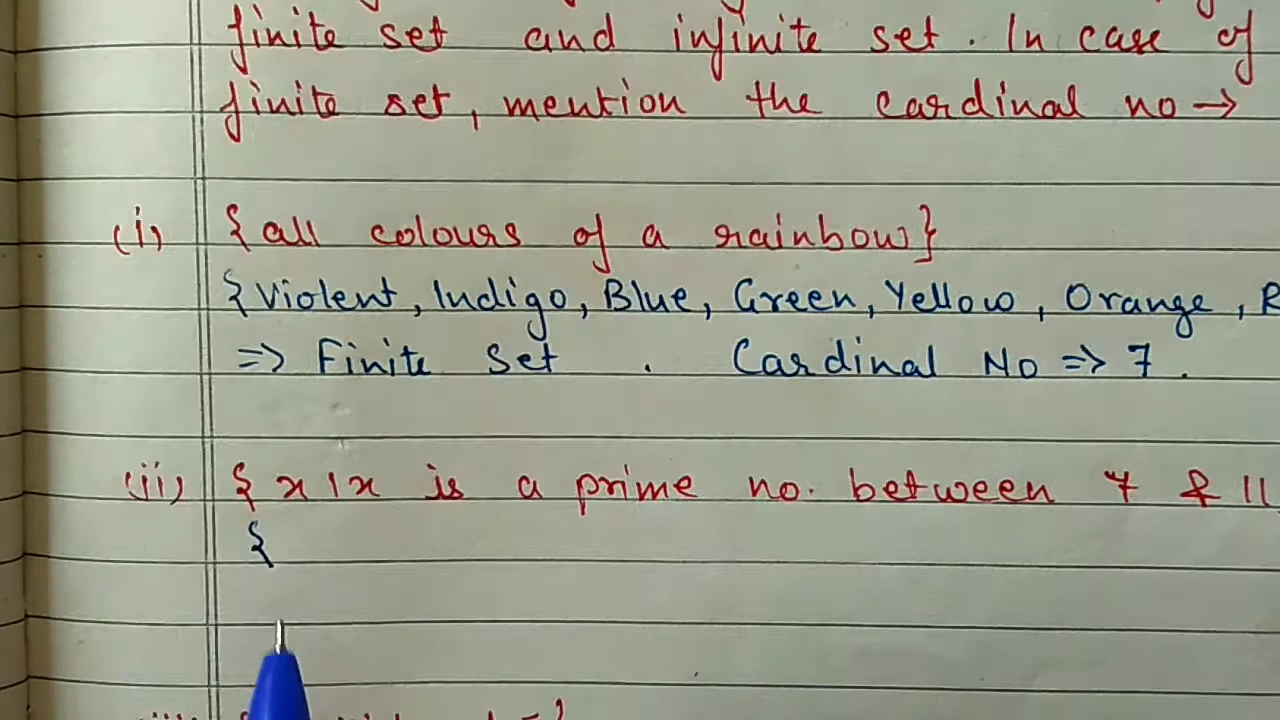 finite set and infinite set. In case of
finite set, mention the cardinal no →
(i) {all colours of a rainbow}
{Violent, Indigo, Blue, Green, Yellow, Orange, R
=> Finite Set . Cardinal No => 7.
(ii) {x|x is a prime no. between 7 & 11
{